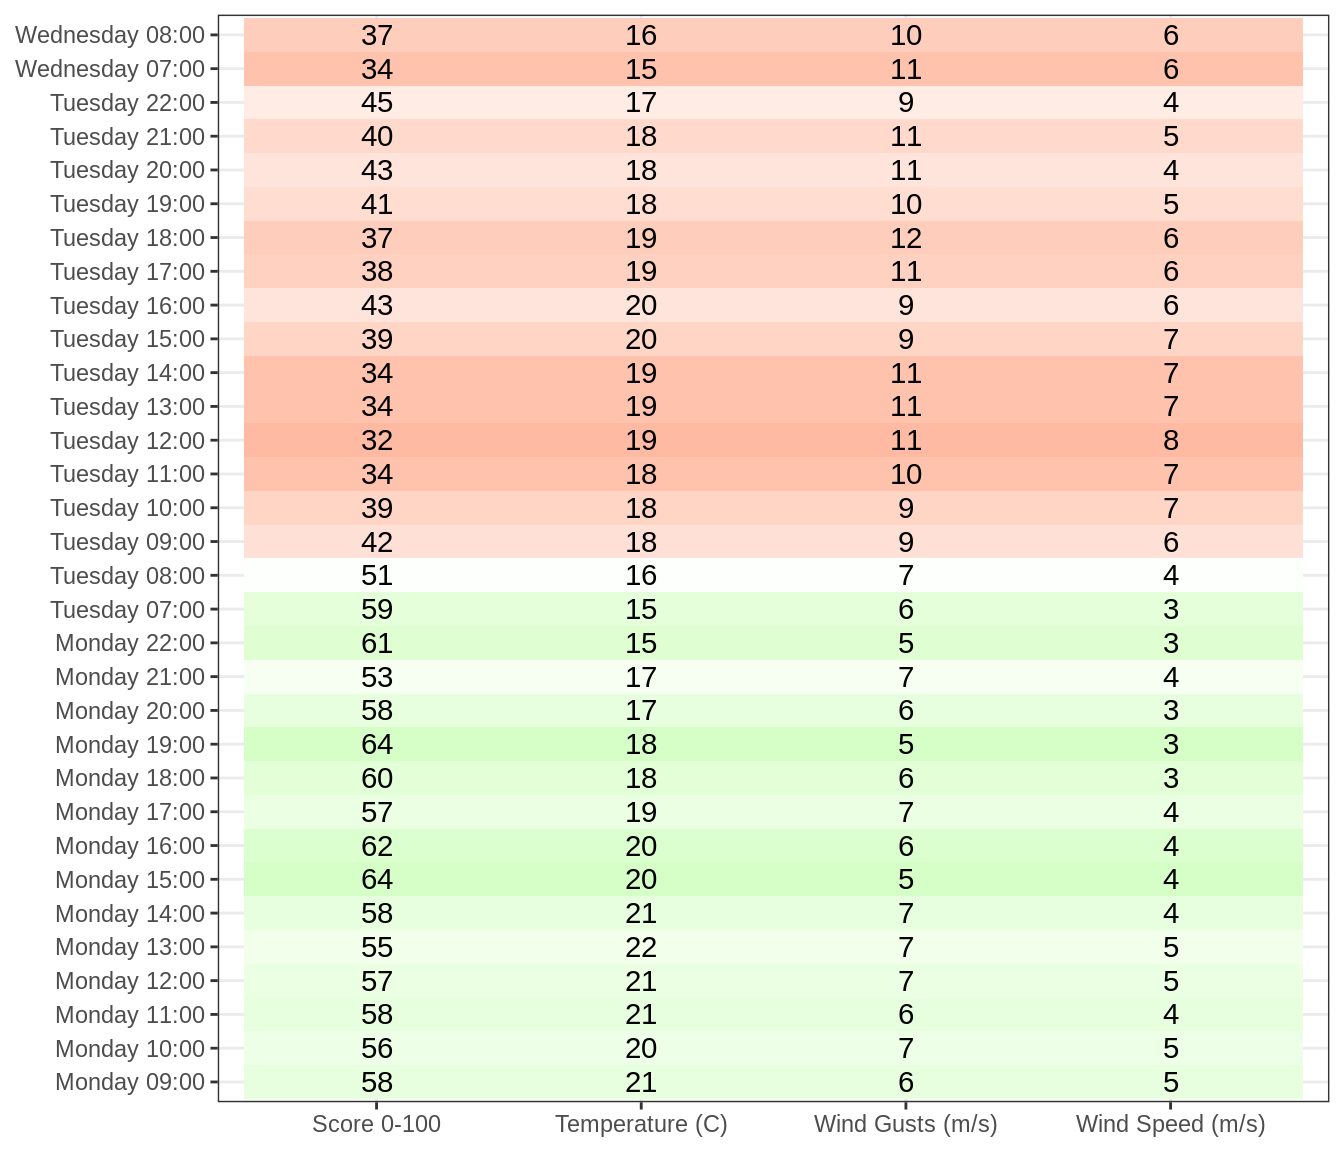 Wednesday 08:00 37 16 10 6
Wednesday 07:00 34 15 11 6
Tuesday 22:00 45 17 9 4
Tuesday 21:00 40 18 11 5
Tuesday 20:00 43 18 11 4
Tuesday 19:00 41 18 10 5
Tuesday 18:00 37 19 12 6
Tuesday 17:00 38 19 11 6
Tuesday 16:00 43 20 9 6
Tuesday 15:00 39 20 9 7
Tuesday 14:00 34 19 11 7
Tuesday 13:00 34 19 11 7
Tuesday 12:00 32 19 11 8
Tuesday 11:00 34 18 10 7
Tuesday 10:00 39 18 9 7
Tuesday 09:00 42 18 9 6
Tuesday 08:00 51 16 7 4
Tuesday 07:00 59 15 6 3
Monday 22:00 61 15 5 3
Monday 21:00 53 17 7 4
Monday 20:00 58 17 6 3
Monday 19:00 64 18 5 3
Monday 18:00 60 18 6 3
Monday 17:00 57 19 7 4
Monday 16:00 62 20 6 4
Monday 15:00 64 20 5 4
Monday 14:00 58 21 7 4
Monday 13:00 55 22 7 5
Monday 12:00 57 21 7 5
Monday 11:00 58 21 6 4
Monday 10:00 56 20 7 5
Monday 09:00 58 21 6 5
Score 0-100 Temperature (C) Wind Gusts (m/s) Wind Speed (m/s)